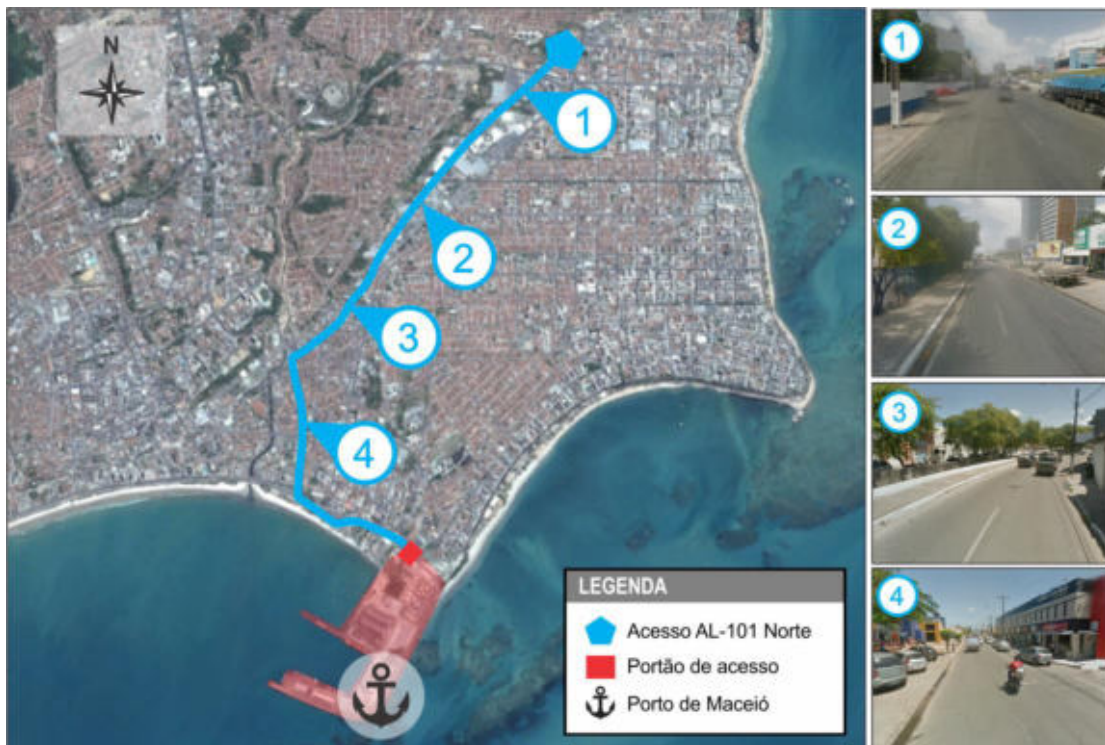 N
1
2
3
4
LEGENDA
Acesso AL-101 Norte
Portão de acesso
Porto de Maceió
1
2
3
4